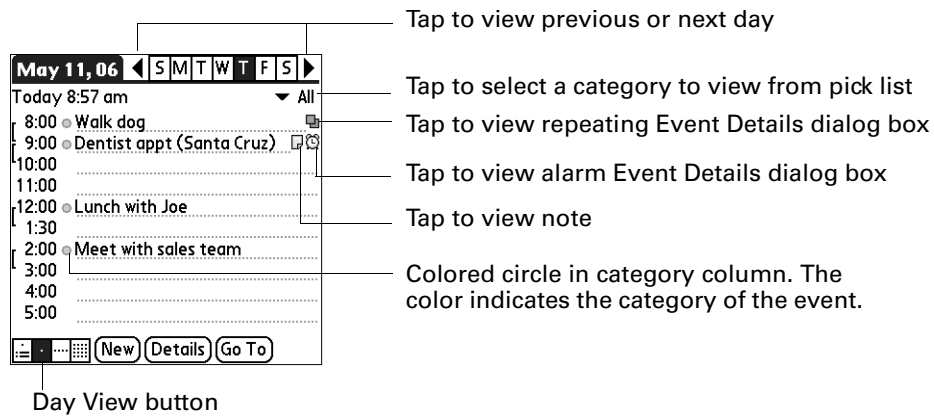 Tap to view previous or next day
May 11, 06 S M T W T F S
Today 8:57 am All
Tap to select a category to view from pick list
8:00 Walk dog
Tap to view repeating Event Details dialog box
9:00 Dentist appt (Santa Cruz)
10:00
Tap to view alarm Event Details dialog box
11:00
12:00 Lunch with Joe
Tap to view note
1:30
2:00 Meet with sales team
3:00
Colored circle in category column. The
color indicates the category of the event.
4:00
5:00
New Details Go To
Day View button